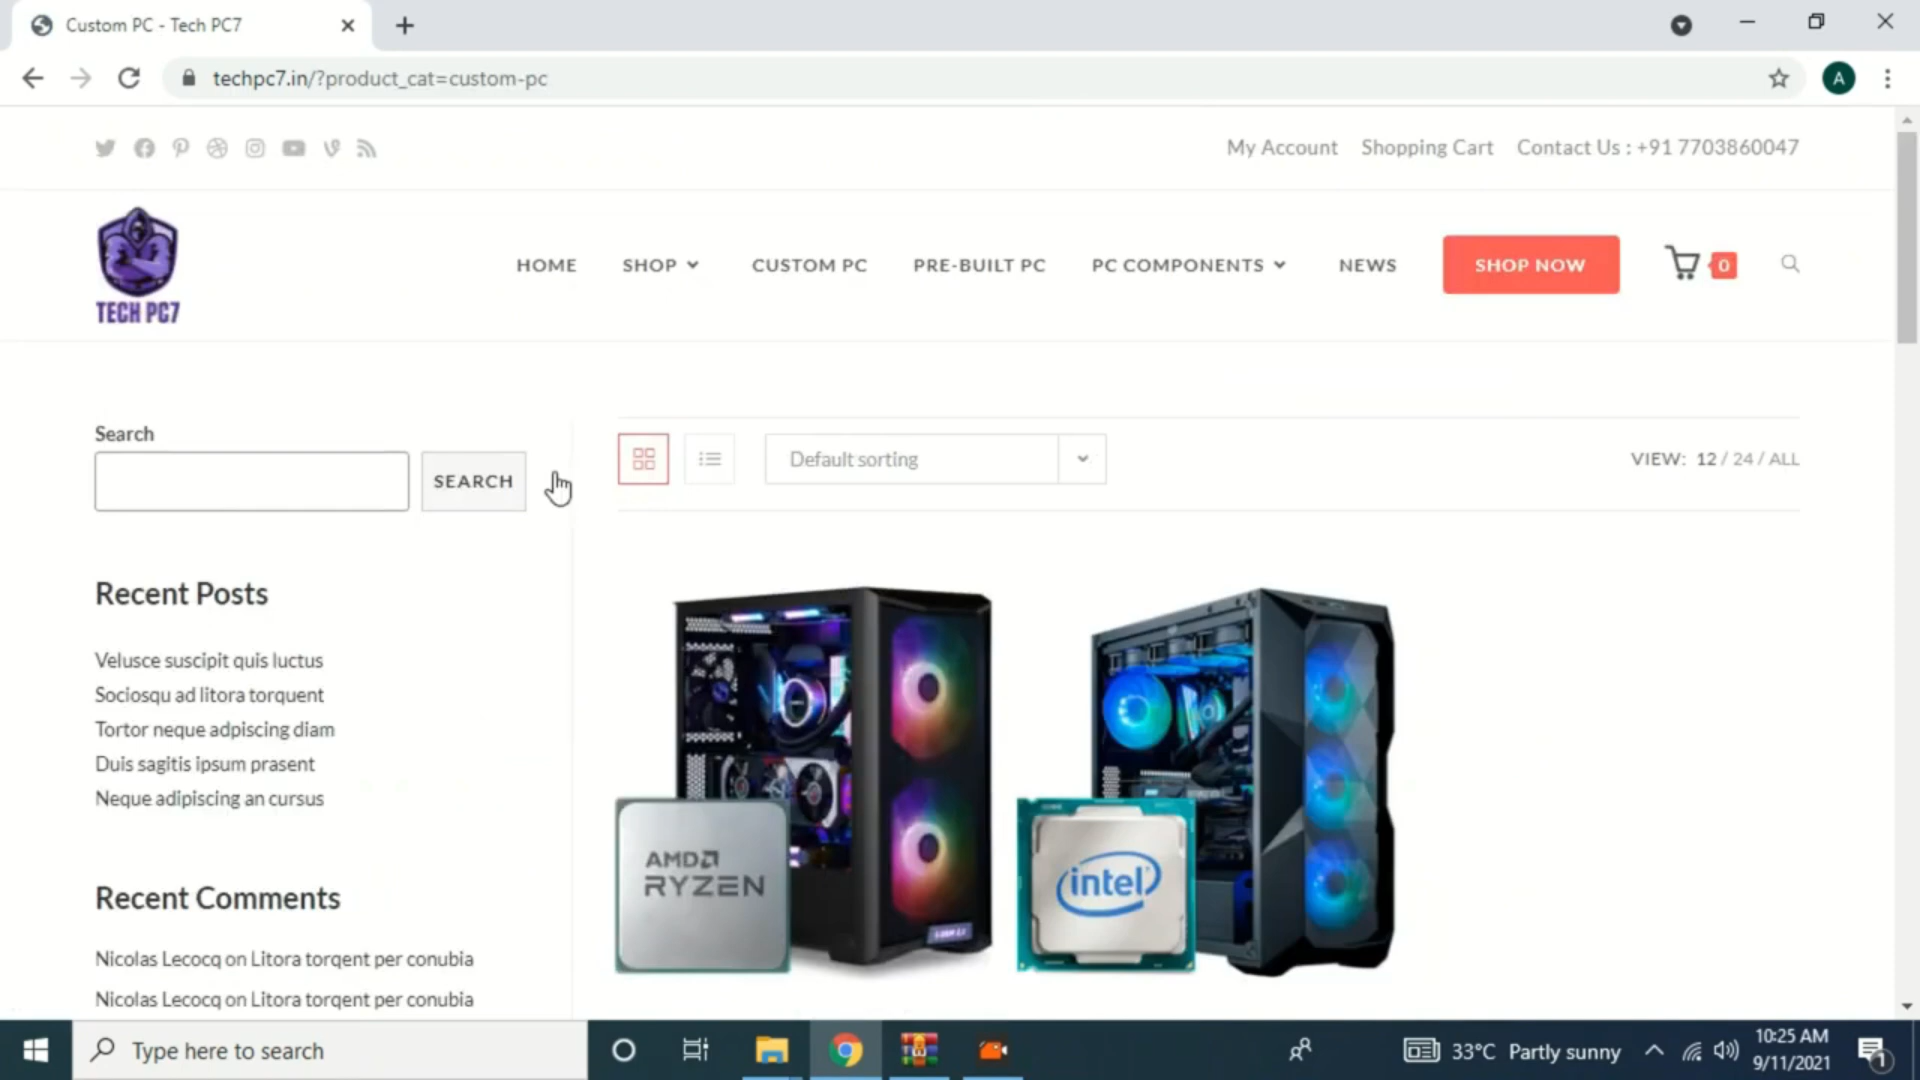 Custom PC - Tech PC7
techpc7.in/?product_cat=custom-pc
A
My Account Shopping Cart Contact Us : +91 7703860047
TECH PC7
HOME SHOP CUSTOM PC PRE-BUILT PC PC COMPONENTS NEWS SHOP NOW 0
Search
SEARCH
Default sorting
VIEW: 12 / 24 / ALL
Recent Posts
Velusce suscipit quis luctus
Sociosqu ad litora torquent
Tortor neque adipiscing diam
Duis sagitis ipsum prasent
Neque adipiscing an cursus
Recent Comments
Nicolas Lecocq on Litora torqent per conubia
Nicolas Lecocq on Litora torqent per conubia
AMD
RYZEN
intel
Type here to search
33°C Partly sunny
10:25 AM
9/11/2021
1